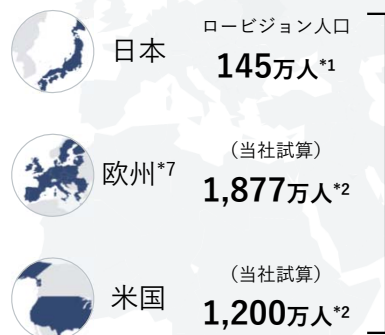 ロービジョン人口
日本
145万人*1
（当社試算）
欧州*7
1,877万人*2
（当社試算）
米国
1,200万人*2